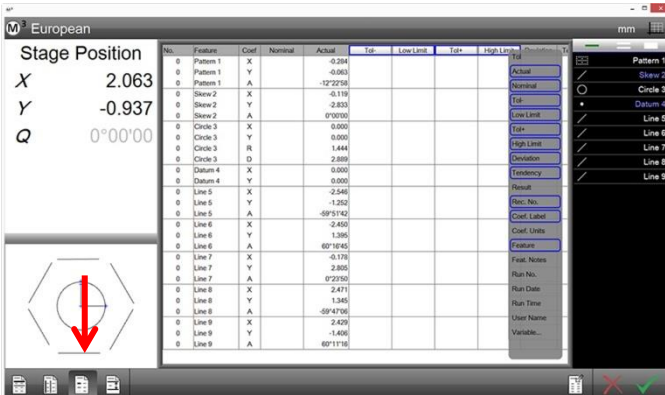 M³
M³ European mm
Stage Position
X 2.063
Y -0.937
Q 0°00'00
No. Feature Coef Nominal Actual Tol- Low Limit Tol+ High Limit Deviation
0 Pattern 1 X -0.284
0 Pattern 1 Y -0.063
0 Pattern 1 A -12°22'58
0 Skew 2 X -0.119
0 Skew 2 Y -2.833
0 Skew 2 A 0°00'00
0 Circle 3 X 0.000
0 Circle 3 Y 0.000
0 Circle 3 R 1.444
0 Circle 3 D 2.889
0 Datum 4 X 0.000
0 Datum 4 Y 0.000
0 Line 5 X -2.546
0 Line 5 Y -1.252
0 Line 5 A -59°51'42
0 Line 6 X -2.450
0 Line 6 Y 1.395
0 Line 6 A 60°16'45
0 Line 7 X -0.178
0 Line 7 Y 2.805
0 Line 7 A 0°23'50
0 Line 8 X 2.471
0 Line 8 Y 1.345
0 Line 8 A -59°47'06
0 Line 9 X 2.429
0 Line 9 Y -1.406
0 Line 9 A 60°11'16
Tol
Actual
Nominal
Tol-
Low Limit
Tol+
High Limit
Deviation
Tendency
Result
Rec. No.
Coef. Label
Coef. Units
Feature
Feat. Notes
Run No.
Run Date
Run Time
User Name
Variable...
Pattern 1
Skew 2
Circle 3
Datum 4
Line 5
Line 6
Line 7
Line 8
Line 9